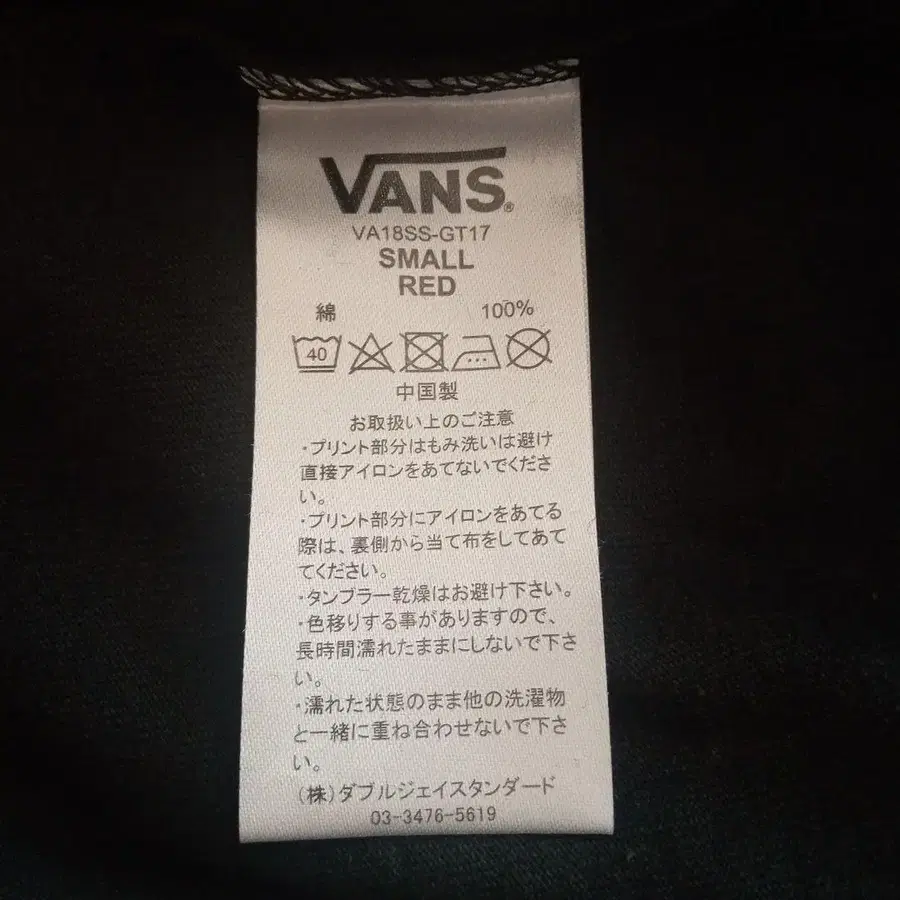 VANS®
VA18SS-GT17
SMALL
RED
綿 100%
40
中国製
お取扱い上のご注意
・プリント部分はもみ洗いは避け
直接アイロンをあてないでくださ
い。
・プリント部分にアイロンをあてる
際は、裏側から当て布をしてあて
てください。
・タンブラー乾燥はお避け下さい。
・色移りする事がありますので、
長時間濡れたままにしないで下さ
い。
・濡れた状態のまま他の洗濯物
と一緒に重ね合わせないで下さ
い。
(株)ダブルジェイスタンダード
03-3476-5619